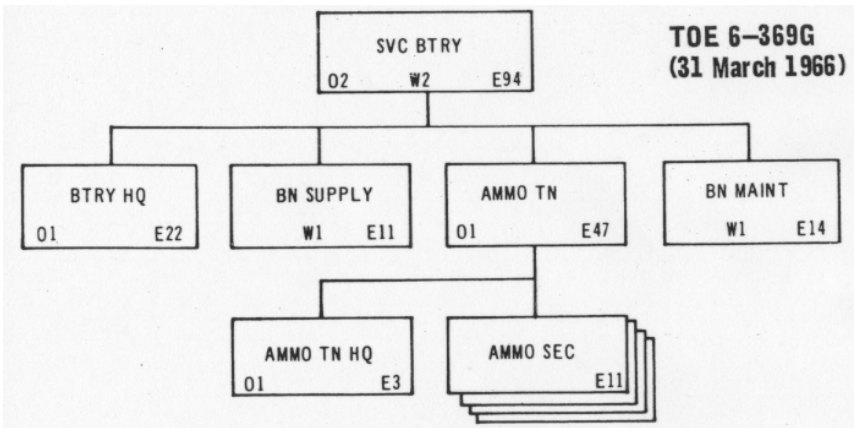 SVC BTRY
O2 W2 E94
TOE 6-369G
(31 March 1966)
BTRY HQ
O1 E22
BN SUPPLY
W1 E11
AMMO TN
O1 E47
BN MAINT
W1 E14
AMMO TN HQ
O1 E3
AMMO SEC
E11